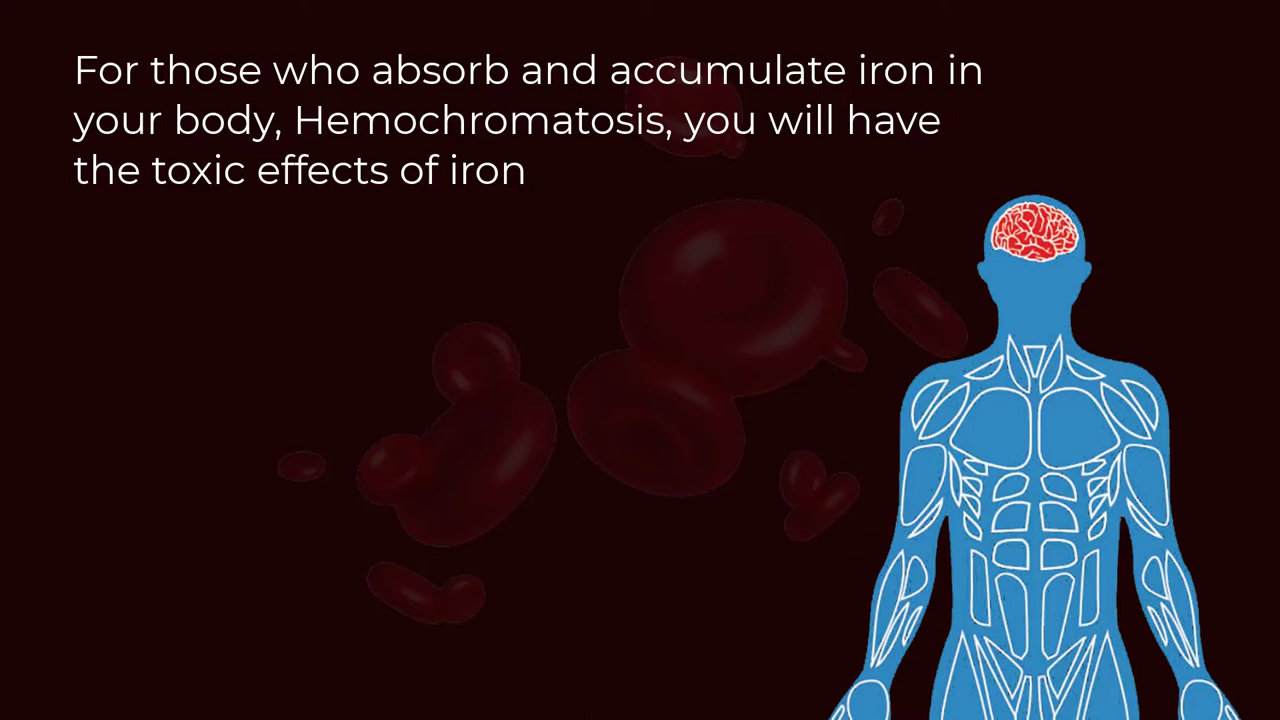 For those who absorb and accumulate iron in
your body, Hemochromatosis, you will have
the toxic effects of iron